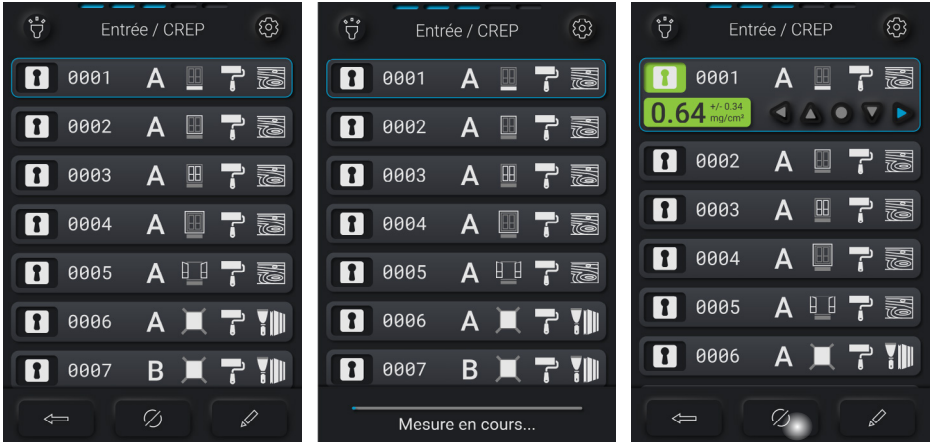 Entrée / CREP
0001 A
0002 A
0003 A
0004 A
0005 A
0006 A
0007 B
Entrée / CREP
0001 A
0002 A
0003 A
0004 A
0005 A
0006 A
0007 B
Mesure en cours...
Entrée / CREP
0001 A
0.64 +/- 0.34 mg/cm²
0002 A
0003 A
0004 A
0005 A
0006 A